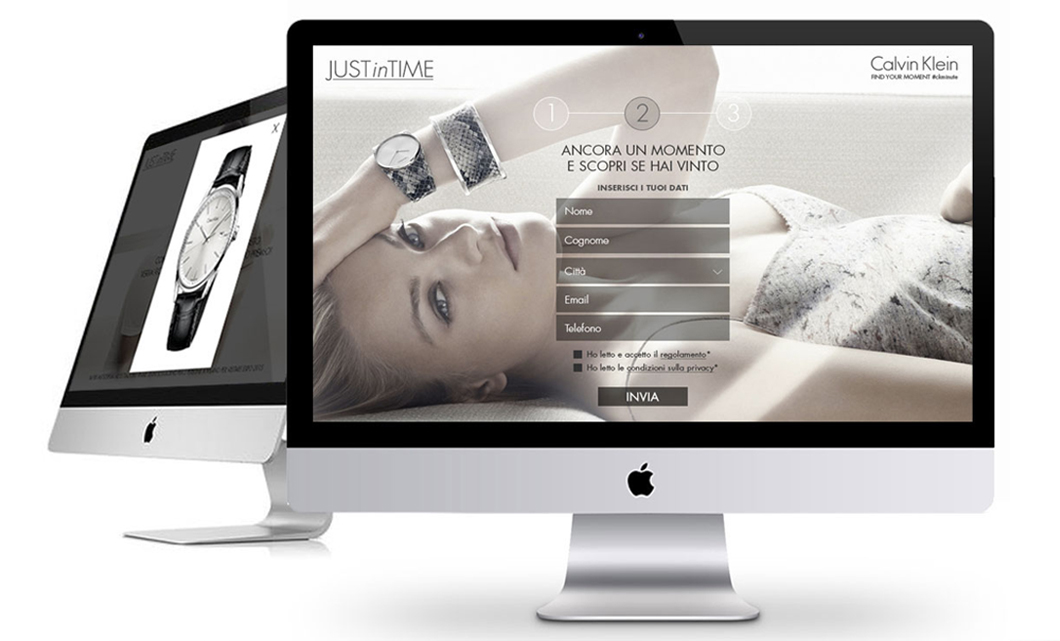 JUSTinTIME
Calvin Klein
FIND YOUR MOMENT #ckminute
1 2 3
ANCORA UN MOMENTO
E SCOPRI SE HAI VINTO
INSERISCI I TUOI DATI
Nome
Cognome
Città
Email
Telefono
Ho letto e accetto il regolamento*
Ho letto le condizioni sulla privacy*
INVIA
X
JUSTinTIME